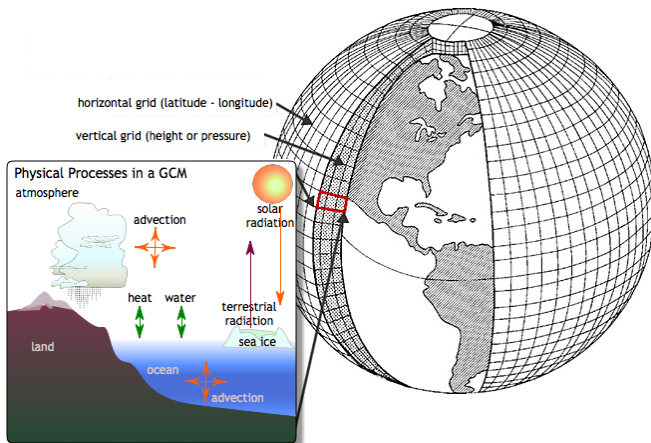 horizontal grid (latitude - longitude)
vertical grid (height or pressure)
Physical Processes in a GCM
atmosphere
solar
radiation
advection
heat
water
terrestrial
radiation
land
sea ice
ocean
advection